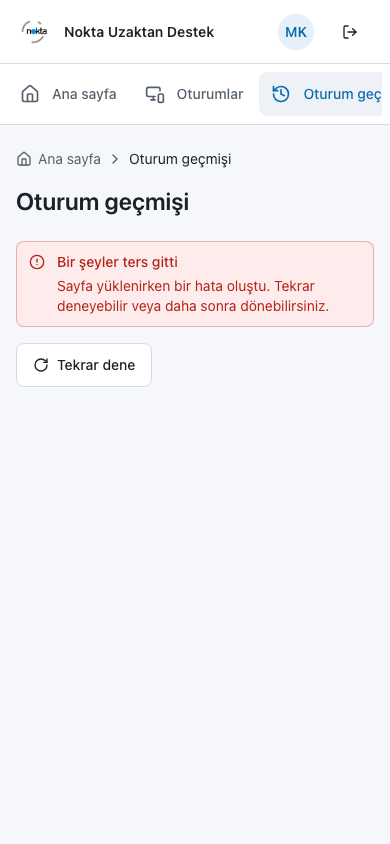 nokta
Nokta Uzaktan Destek
MK
Ana sayfa
Oturumlar
Oturum geç
Ana sayfa
Oturum geçmişi
Oturum geçmişi
Bir şeyler ters gitti
Sayfa yüklenirken bir hata oluştu. Tekrar
deneyebilir veya daha sonra dönebilirsiniz.
Tekrar dene